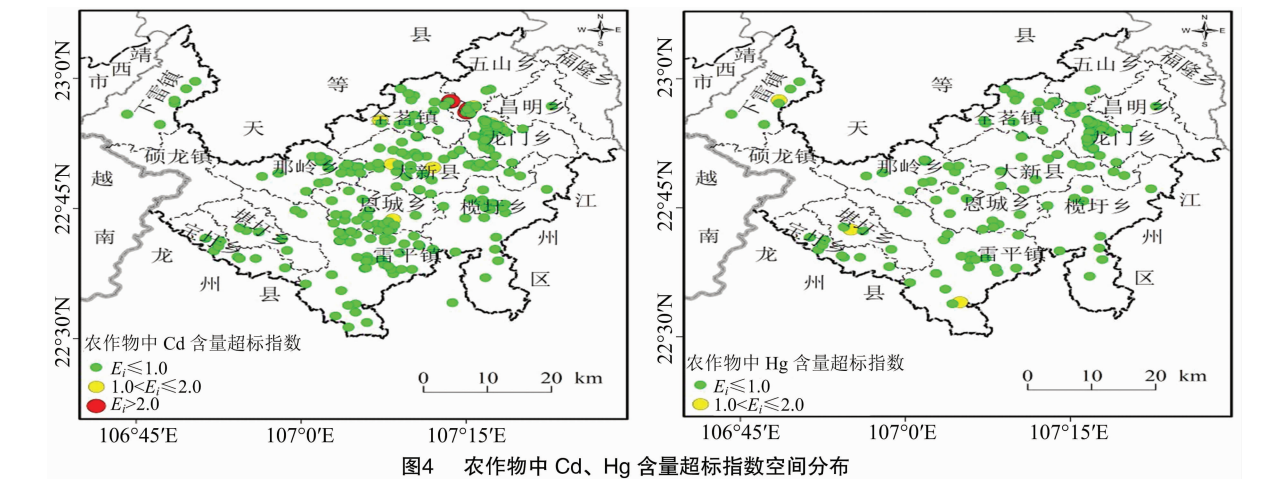 县
N
W E
S
靖
西
市
下雷镇
等
五山乡
福隆乡
天
全茗镇
昌明乡
龙门乡
硕龙镇
那岭乡
大新县
越
恩城乡
榄圩乡
江
南
堪圩乡
宝圩乡
龙
雷平镇
州
州
县
区
农作物中 Cd 含量超标指数
Ei≤1.0
1.0<Ei≤2.0
Ei>2.0
0 10 20 km
23°0′N
22°45′N
22°30′N
106°45′E 107°0′E 107°15′E
县
N
W E
S
靖
西
市
下雷镇
等
五山乡
福隆乡
天
全茗镇
昌明乡
龙门乡
硕龙镇
那岭乡
大新县
越
恩城乡
榄圩乡
江
南
堪圩乡
宝圩乡
龙
雷平镇
州
州
县
区
农作物中 Hg 含量超标指数
Ei≤1.0
1.0<Ei≤2.0
0 10 20 km
23°0′N
22°45′N
22°30′N
106°45′E 107°0′E 107°15′E
图4 农作物中 Cd、Hg 含量超标指数空间分布